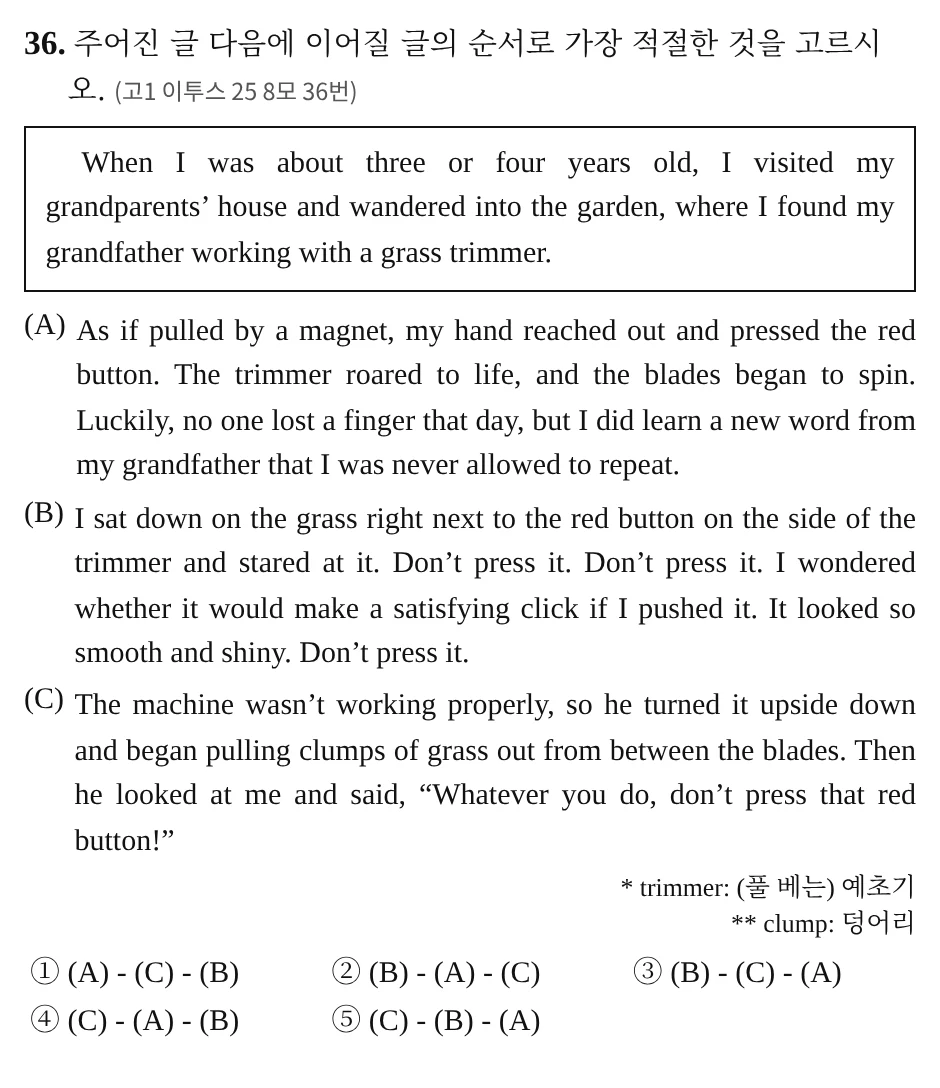 36. 주어진 글 다음에 이어질 글의 순서로 가장 적절한 것을 고르시
오. (고1 이투스 25 8모 36번)
When I was about three or four years old, I visited my
grandparents’ house and wandered into the garden, where I found my
grandfather working with a grass trimmer.
(A) As if pulled by a magnet, my hand reached out and pressed the red
button. The trimmer roared to life, and the blades began to spin.
Luckily, no one lost a finger that day, but I did learn a new word from
my grandfather that I was never allowed to repeat.
(B) I sat down on the grass right next to the red button on the side of the
trimmer and stared at it. Don’t press it. Don’t press it. I wondered
whether it would make a satisfying click if I pushed it. It looked so
smooth and shiny. Don’t press it.
(C) The machine wasn’t working properly, so he turned it upside down
and began pulling clumps of grass out from between the blades. Then
he looked at me and said, “Whatever you do, don’t press that red
button!”
* trimmer: (풀 베는) 예초기
** clump: 덩어리
① (A) - (C) - (B) ② (B) - (A) - (C) ③ (B) - (C) - (A)
④ (C) - (A) - (B) ⑤ (C) - (B) - (A)